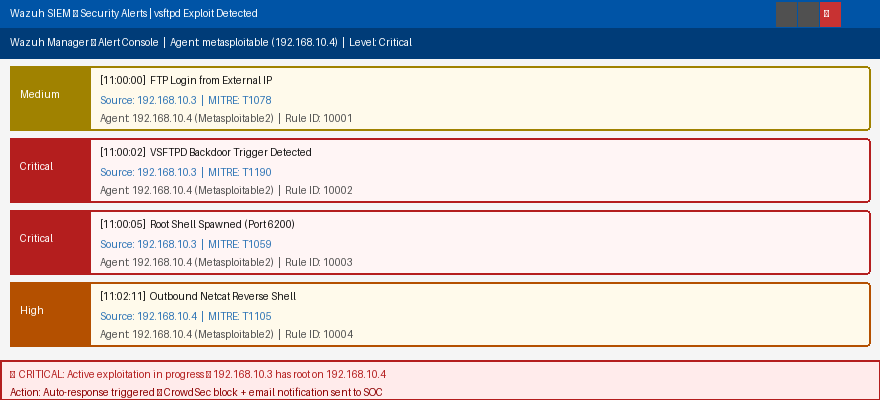 Wazuh SIEM Security Alerts | vsftpd Exploit Detected
Wazuh Manager Alert Console | Agent: metasploitable (192.168.10.4) | Level: Critical
Medium
[11:00:00] FTP Login from External IP
Source: 192.168.10.3 | MITRE: T1078
Agent: 192.168.10.4 (Metasploitable2) | Rule ID: 10001
Critical
[11:00:02] VSFTPD Backdoor Trigger Detected
Source: 192.168.10.3 | MITRE: T1190
Agent: 192.168.10.4 (Metasploitable2) | Rule ID: 10002
Critical
[11:00:05] Root Shell Spawned (Port 6200)
Source: 192.168.10.3 | MITRE: T1059
Agent: 192.168.10.4 (Metasploitable2) | Rule ID: 10003
High
[11:02:11] Outbound Netcat Reverse Shell
Source: 192.168.10.4 | MITRE: T1105
Agent: 192.168.10.4 (Metasploitable2) | Rule ID: 10004
CRITICAL: Active exploitation in progress 192.168.10.3 has root on 192.168.10.4
Action: Auto-response triggered CrowdSec block + email notification sent to SOC